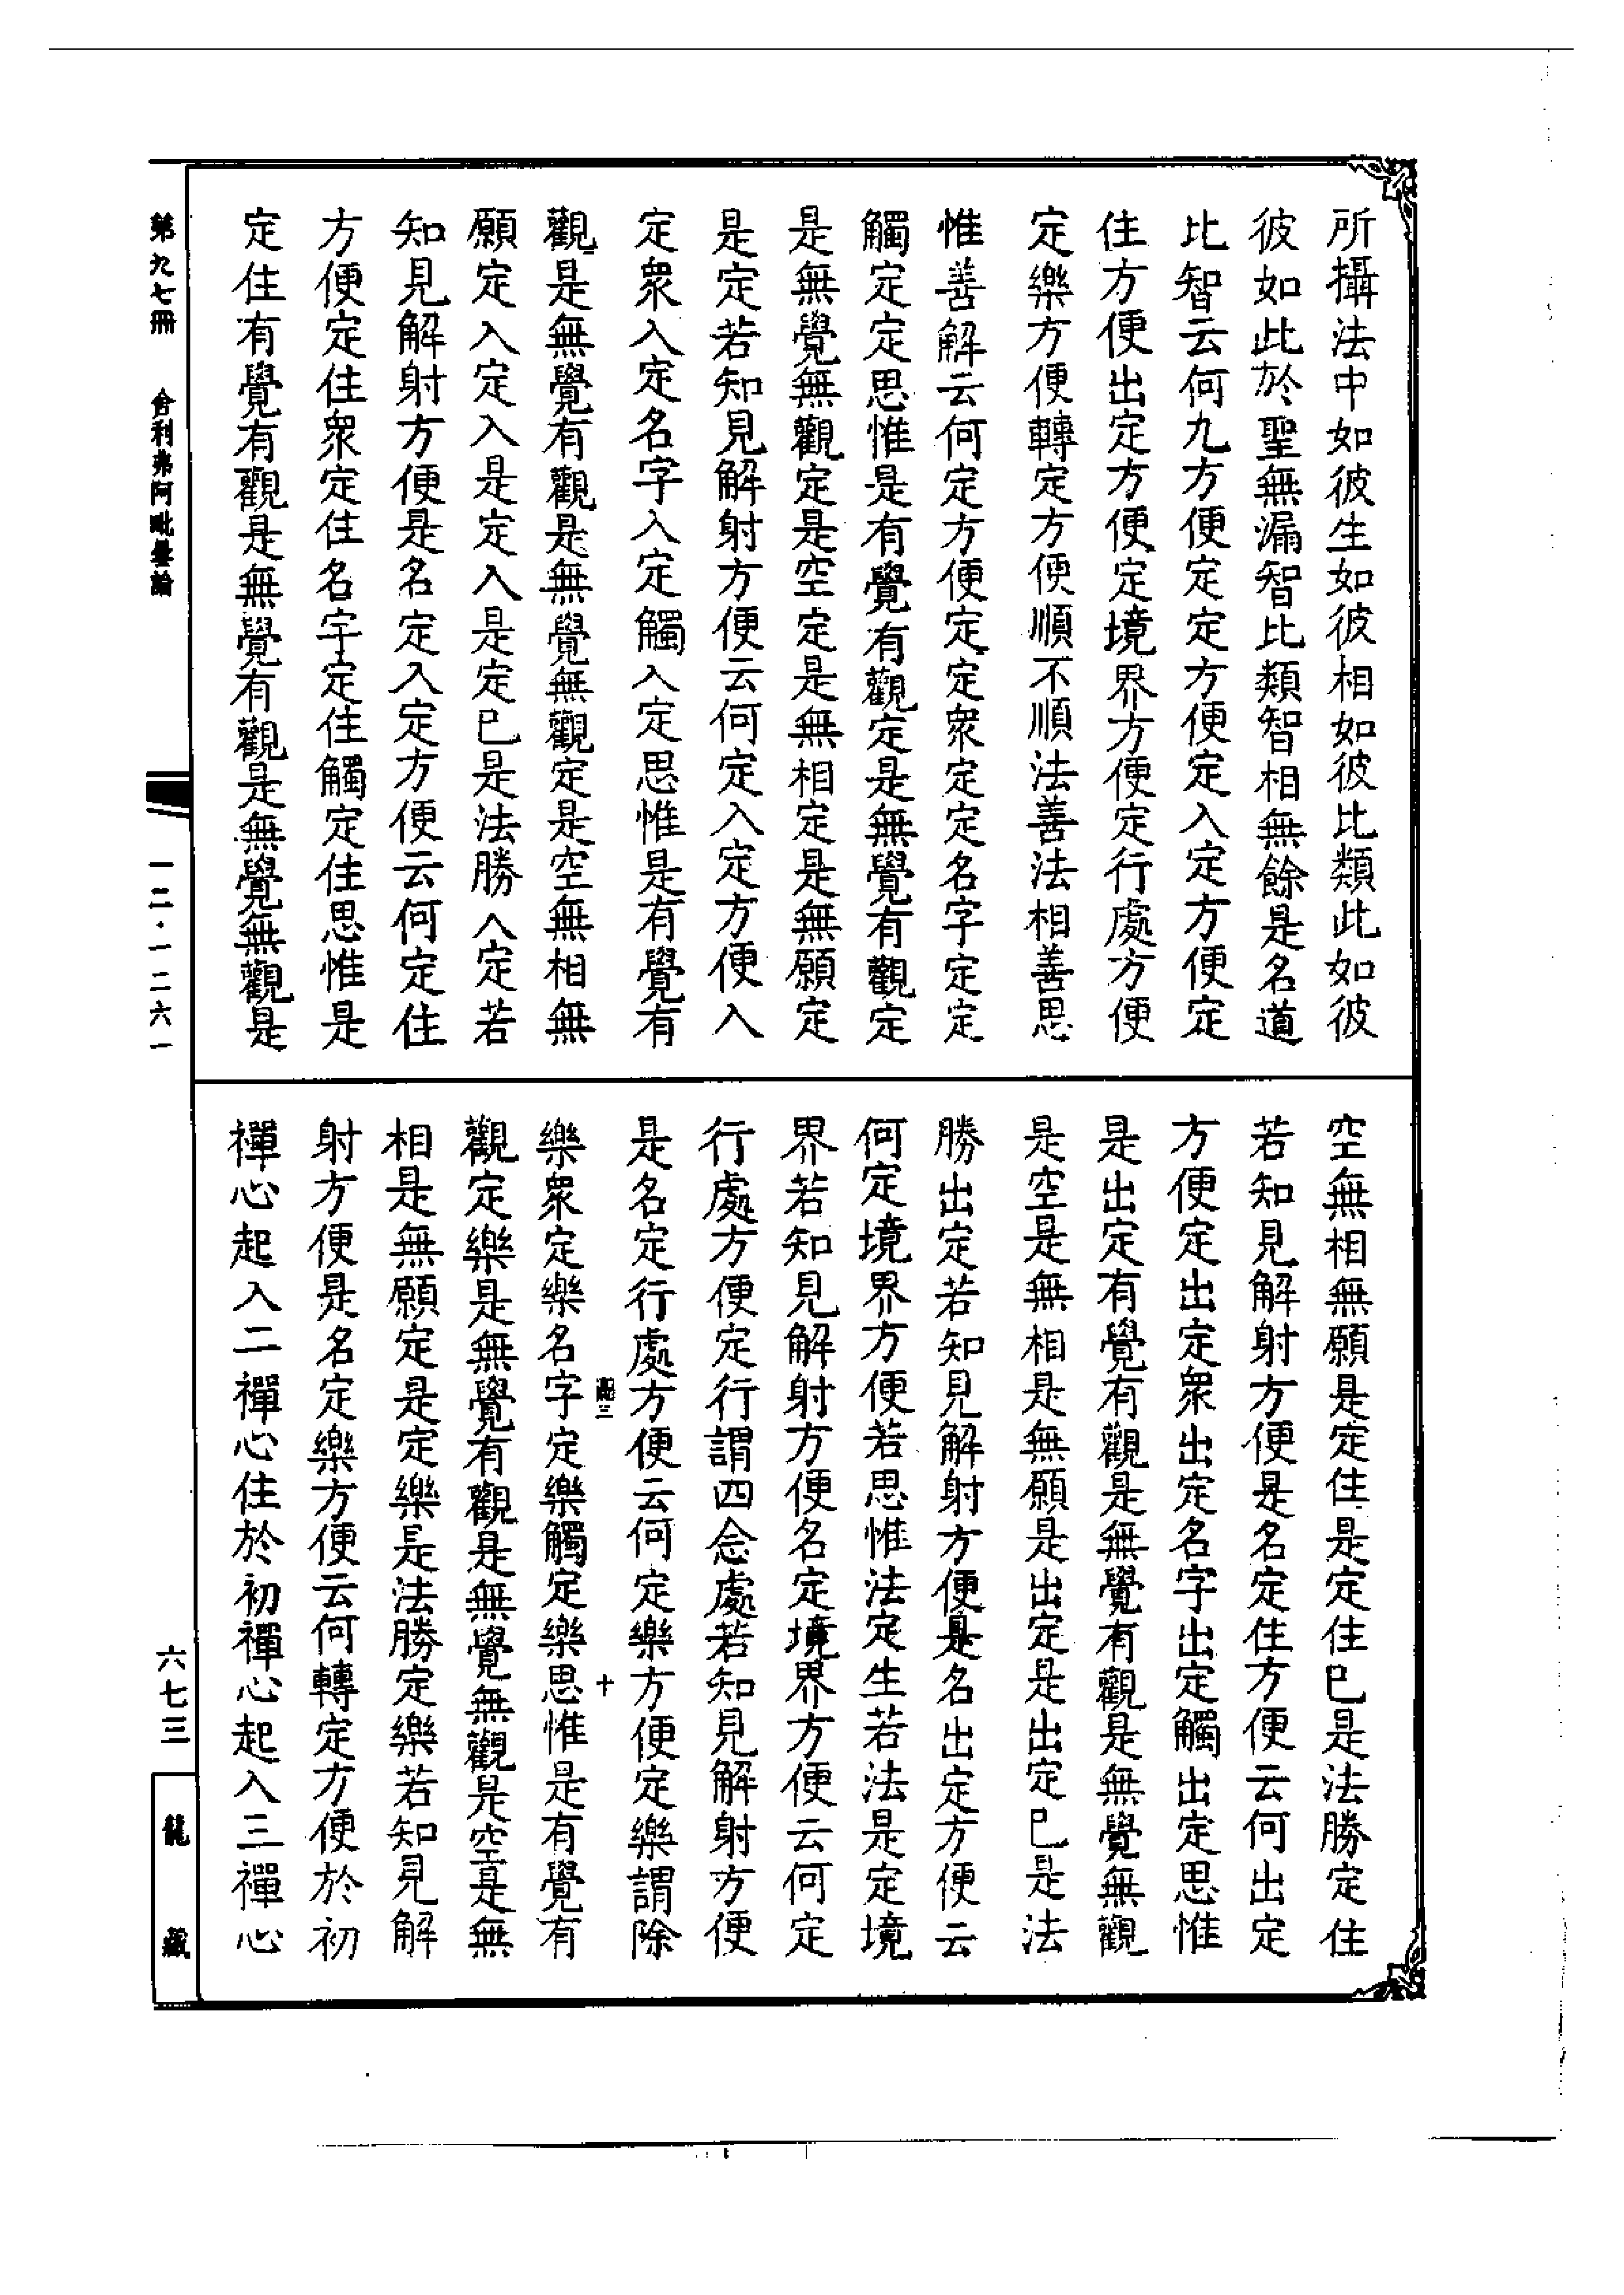 所攝法中如彼生如彼相如彼比類此如彼
彼如此於聖無漏智比類智相無餘是名道
比智云何九方便定定方便定入定方便定
住方便出定方便定境界方便定行處方便
定樂方便轉定方便順不順法善法相善思
惟善解云何定方便定定衆定定名字定定
觸定定思惟是有覺有觀定是無覺有觀定
是無覺無觀定是空定是無相定是無願定
是定若知見解射方便云何定入定方便入
定衆入定名字入定觸入定思惟是有覺有
觀是無覺有觀是無覺無觀定是空無相無
願定入定入是定入是定已是法勝入定若
知見解射方便是名定入定方便云何定住
方便定住衆定住名字定住觸定住思惟是
定住有覺有觀是無覺有觀是無覺無觀是
空無相無願是定住是定住已是法勝定住
若知見解射方便是名定住方便云何出定
方便定出定衆出定名字出定觸出定思惟
是出定有覺有觀是無覺有觀是無覺無觀
是空是無相是無願是出定是出定已是法
勝出定若知見解射方便是名出定方便云
何定境界方便若思惟法定生若法是定境
界若知見解射方便名定境界方便云何定
行處方便定行謂四念處若知見解射方便
是名定行處方便云何定樂方便定樂謂除
樂衆定樂名字定樂觸定樂思惟是有覺有
觀定樂是無覺有觀是無覺無觀是空是無
相是無願定是定樂是法勝定樂若知見解
射方便是名定樂方便云何轉定方便於初
禪心起入二禪心住於初禪心起入三禪心
十
第九七冊 舍利弗阿毗曇論
一二·一二六一
六七三
龍藏